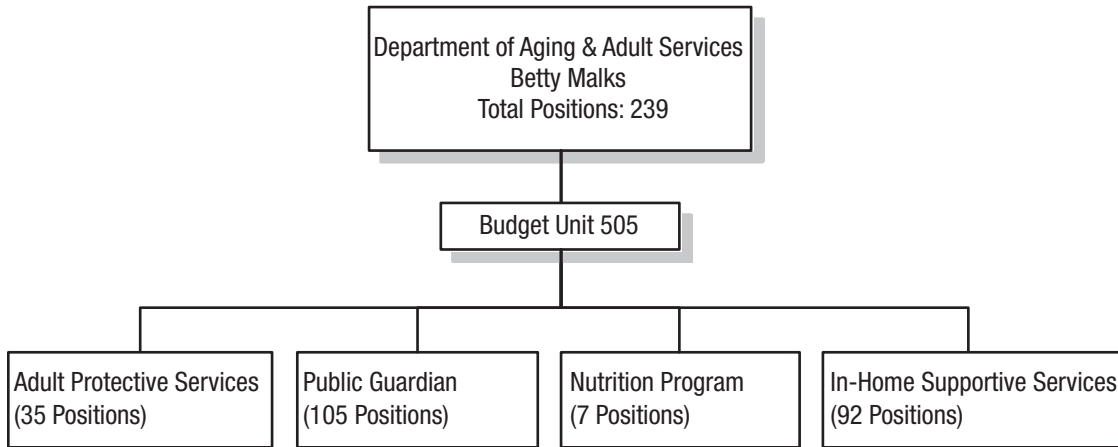 Department of Aging & Adult Services
Betty Malks
Total Positions: 239
Budget Unit 505
Adult Protective Services
(35 Positions)
Public Guardian
(105 Positions)
Nutrition Program
(7 Positions)
In-Home Supportive Services
(92 Positions)